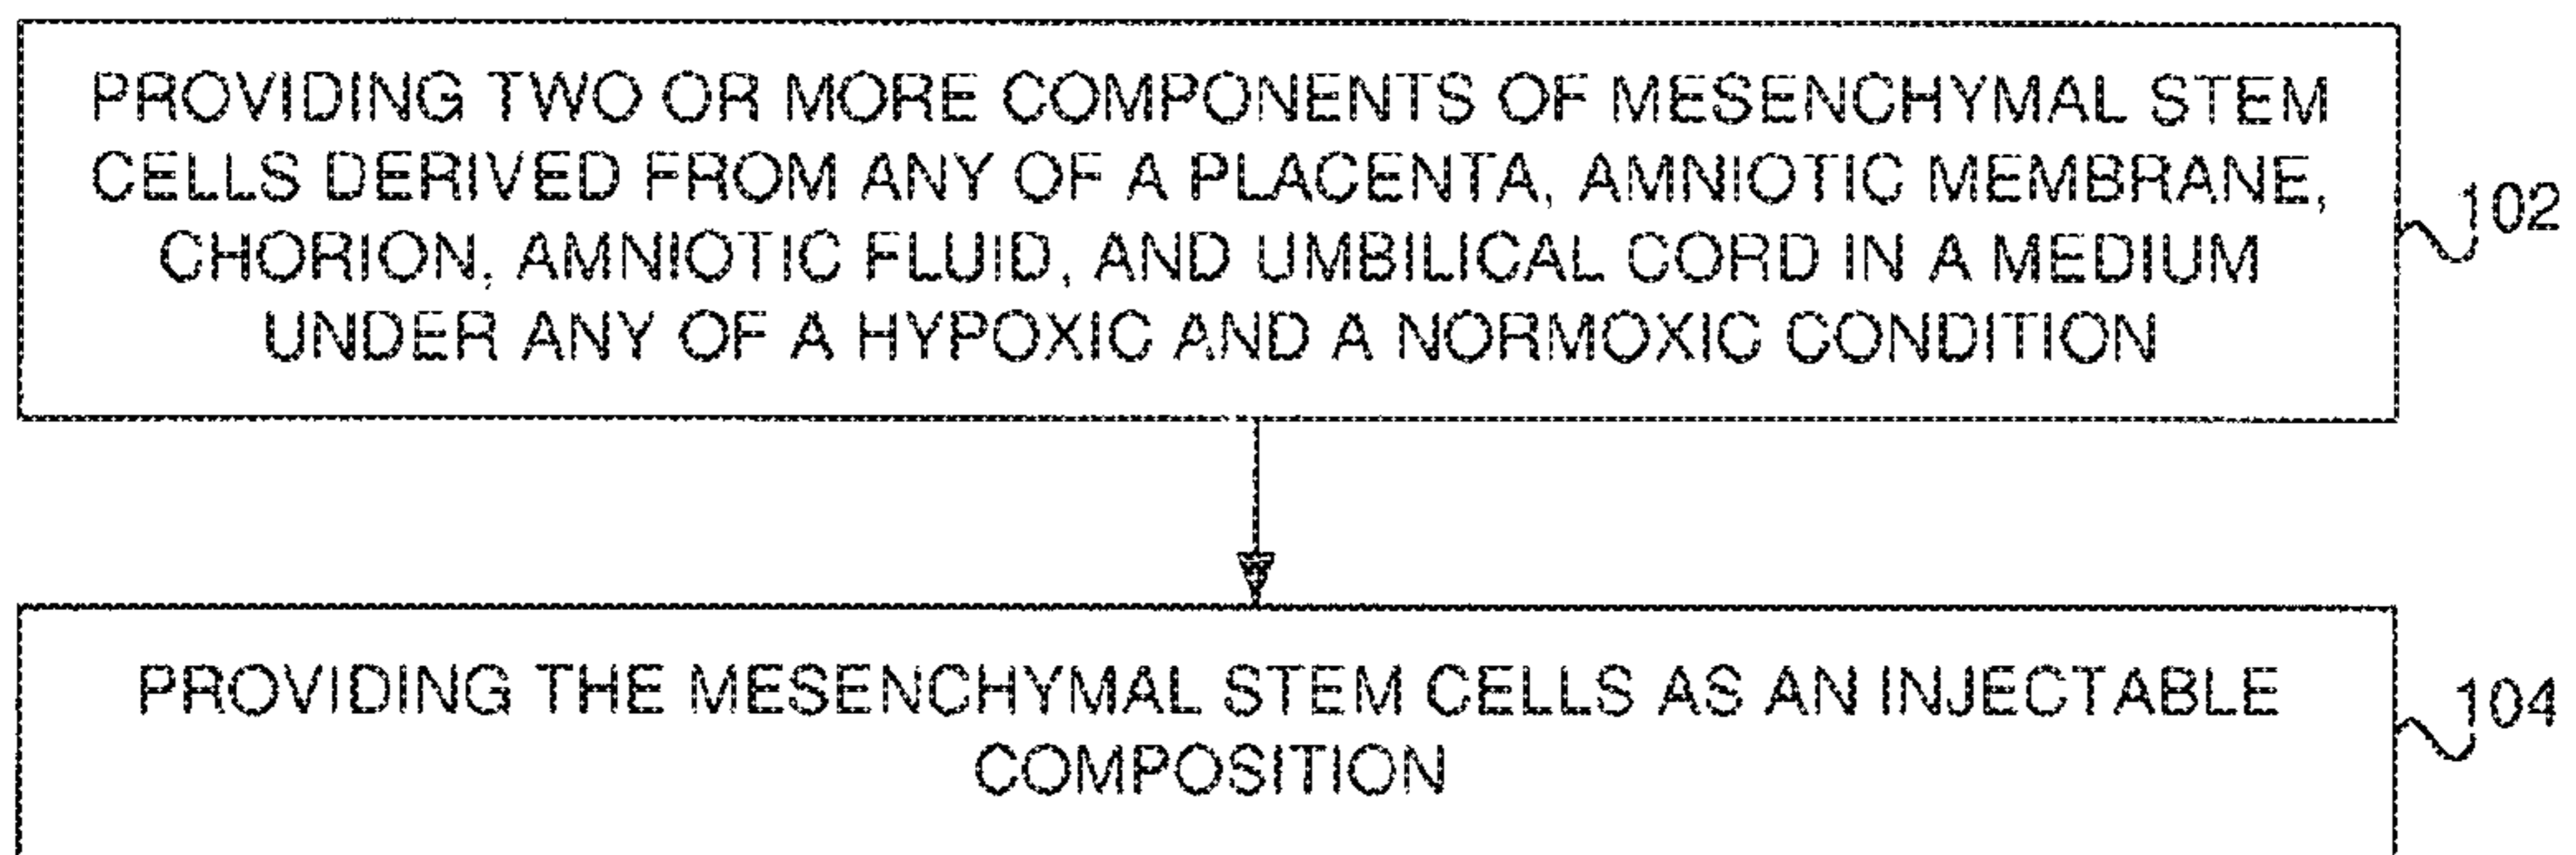 PROVIDING TWO OR MORE COMPONENTS OF MESENCHYMAL STEM
CELLS DERIVED FROM ANY OF A PLACENTA, AMNIOTIC MEMBRANE,
CHORION, AMNIOTIC FLUID, AND UMBILICAL CORD IN A MEDIUM
UNDER ANY OF A HYPOXIC AND A NORMOXIC CONDITION
102
PROVIDING THE MESENCHYMAL STEM CELLS AS AN INJECTABLE
COMPOSITION
104